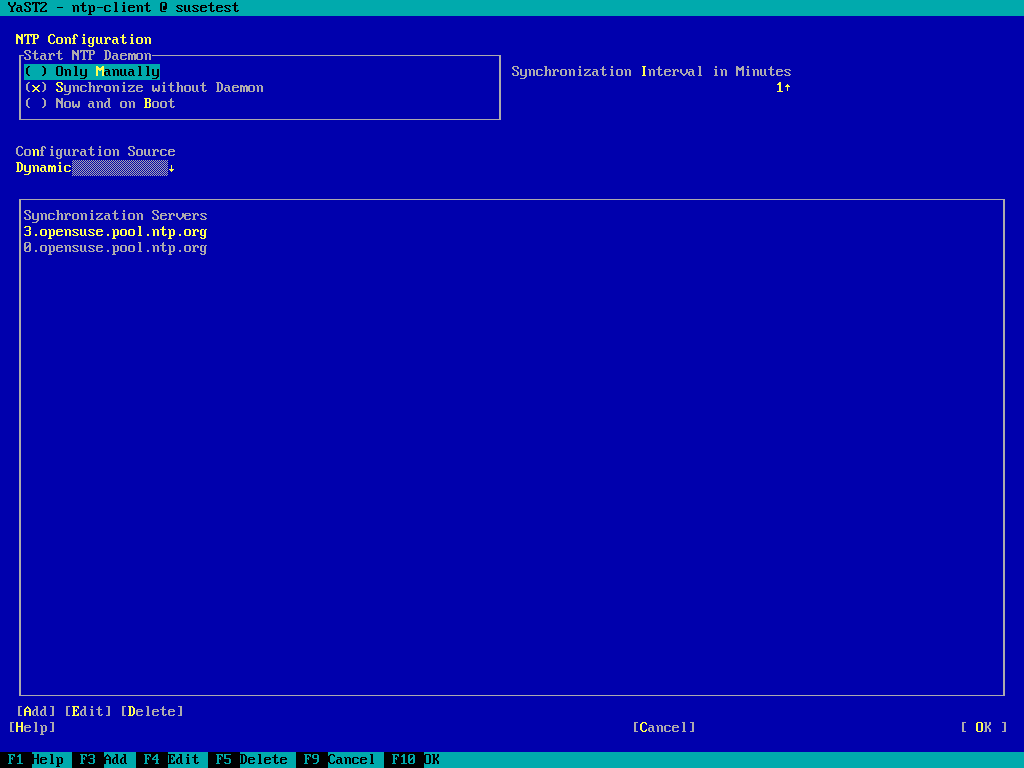 YaST2 - ntp-client @ susetest
NTP Configuration
Start NTP Daemon
( ) Only Manually
(x) Synchronize without Daemon
( ) Now and on Boot
Synchronization Interval in Minutes
1↑
Configuration Source
Dynamic↓
Synchronization Servers
3.opensuse.pool.ntp.org
0.opensuse.pool.ntp.org
[Add] [Edit] [Delete]
[Help] [Cancel] [ OK ]
F1 Help F3 Add F4 Edit F5 Delete F9 Cancel F10 OK